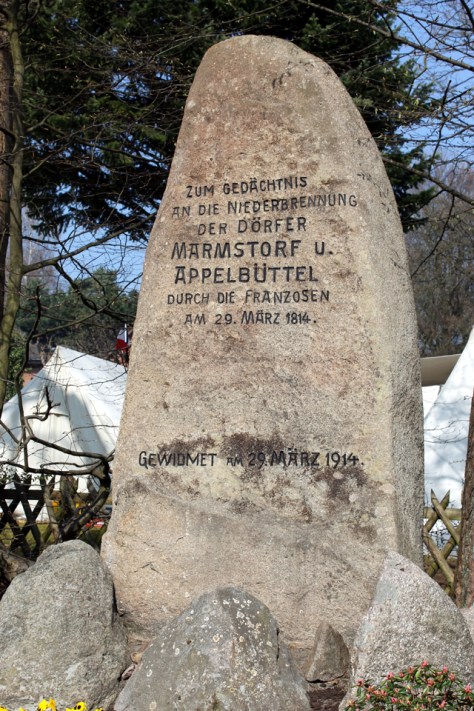 ZUM GEDÄCHTNIS
AN DIE NIEDERBRENNUNG
DER DÖRFER
MARMSTORF U.
APPELBÜTTEL
DURCH DIE FRANZOSEN
AM 29. MÄRZ 1814.
GEWIDMET AM 29. MÄRZ 1914.